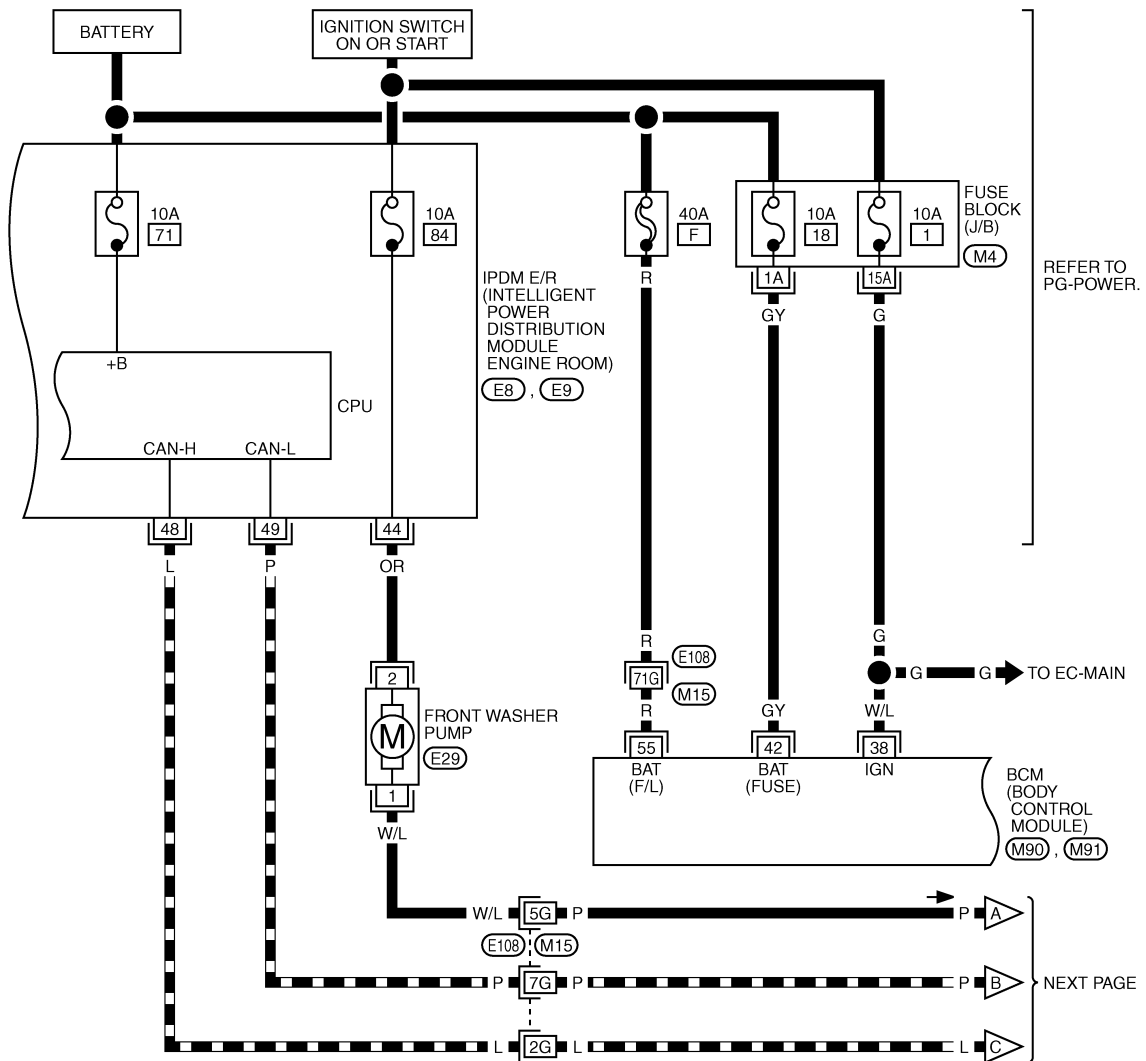 BATTERY
IGNITION SWITCH
ON OR START
10A
71
10A
84
40A
F
10A
18
10A
1
FUSE
BLOCK
(J/B)
M4
REFER TO
PG-POWER.
1A
15A
R
GY
G
IPDM E/R
(INTELLIGENT
POWER
DISTRIBUTION
MODULE
ENGINE ROOM)
E8 , E9
+B
CPU
CAN-H
CAN-L
48
49
44
L
P
OR
R
E108
71G
M15
R
GY
G
G
G
TO EC-MAIN
W/L
2
M
FRONT WASHER
PUMP
E29
1
W/L
55
42
38
BAT
(F/L)
BAT
(FUSE)
IGN
BCM
(BODY
CONTROL
MODULE)
M90 , M91
W/L
5G
P
P
A
E108
M15
P
7G
P
P
B
NEXT PAGE
L
2G
L
L
C